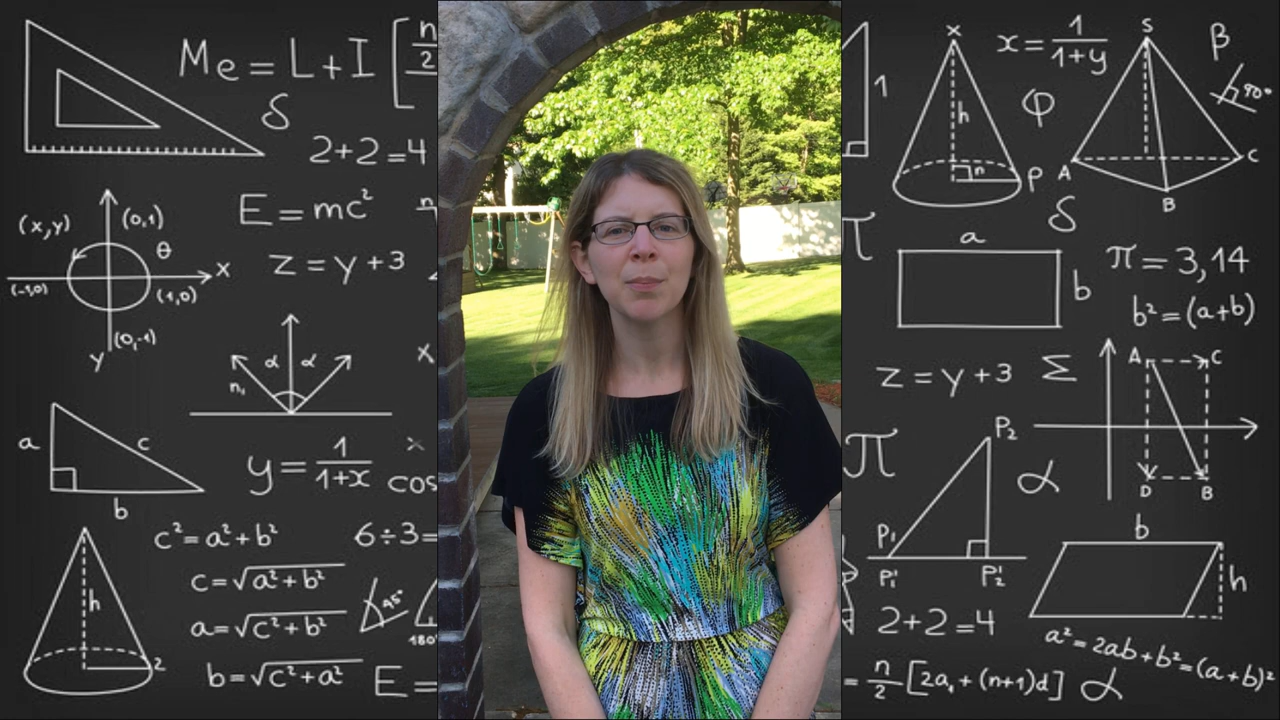 Me = L + I [n/2
δ
2+2=4
(x,y)
(0,1)
θ
x
(-1,0)
(1,0)
(0,-1)
y
E = mc²
n
z = y+3
α
α
n₁
x
a
c
b
y = 1/(1+x)
x
cos
c² = a² + b²
6÷3=
c = √a² + b²
a = √c² + b²
45°
180°
b = √c² + a²
E =
h
2
1
x
h
n
P
x = 1/(1+y)
φ
S
A
B
C
β
90°
π
δ
a
b
π = 3,14
b² = (a+b)
z = y+3
Σ
A
C
D
B
π
P₂
α
P₁
P₁'
P₂'
b
h
2+2=4
a² = 2ab + b² = (a+b)²
= n/2 [2a₁ + (n+1)d]
α